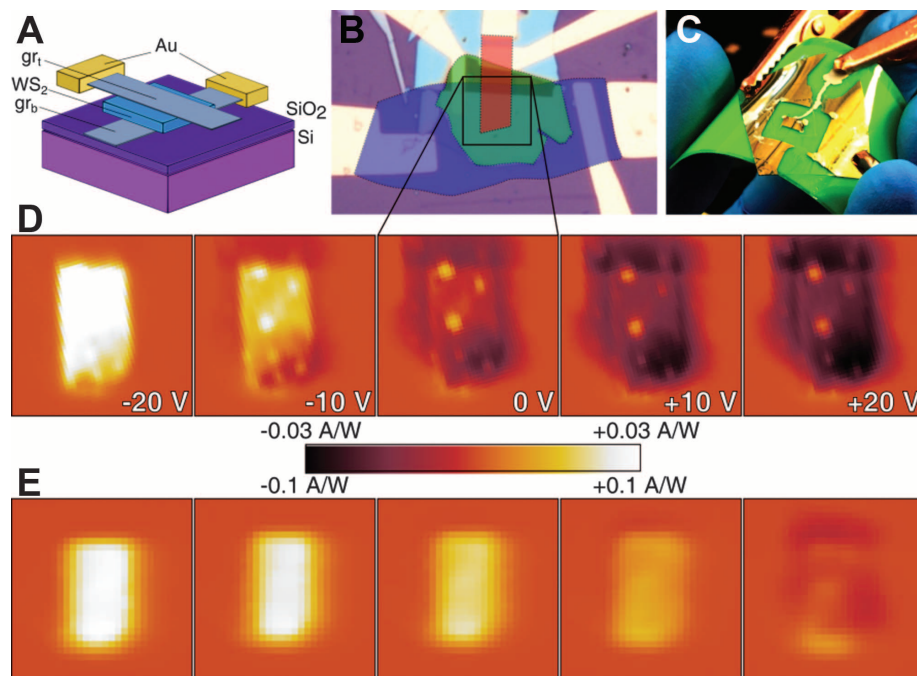 A
Au
grt
WS2
grb
SiO2
Si
B
C
D
-20 V
-10 V
0 V
+10 V
+20 V
-0.03 A/W
+0.03 A/W
-0.1 A/W
+0.1 A/W
E